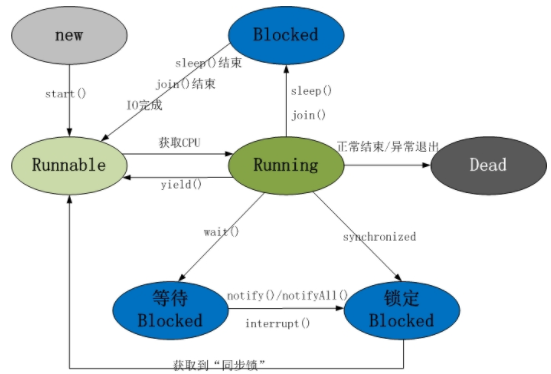 new
Blocked
sleep()结束
start()
join()结束
sleep()
IO完成
join()
获取CPU
正常结束/异常退出
Runnable
Running
Dead
yield()
wait()
synchronized
等待
Blocked
notify()/notifyAll()
interrupt()
锁定
Blocked
获取到“同步锁”